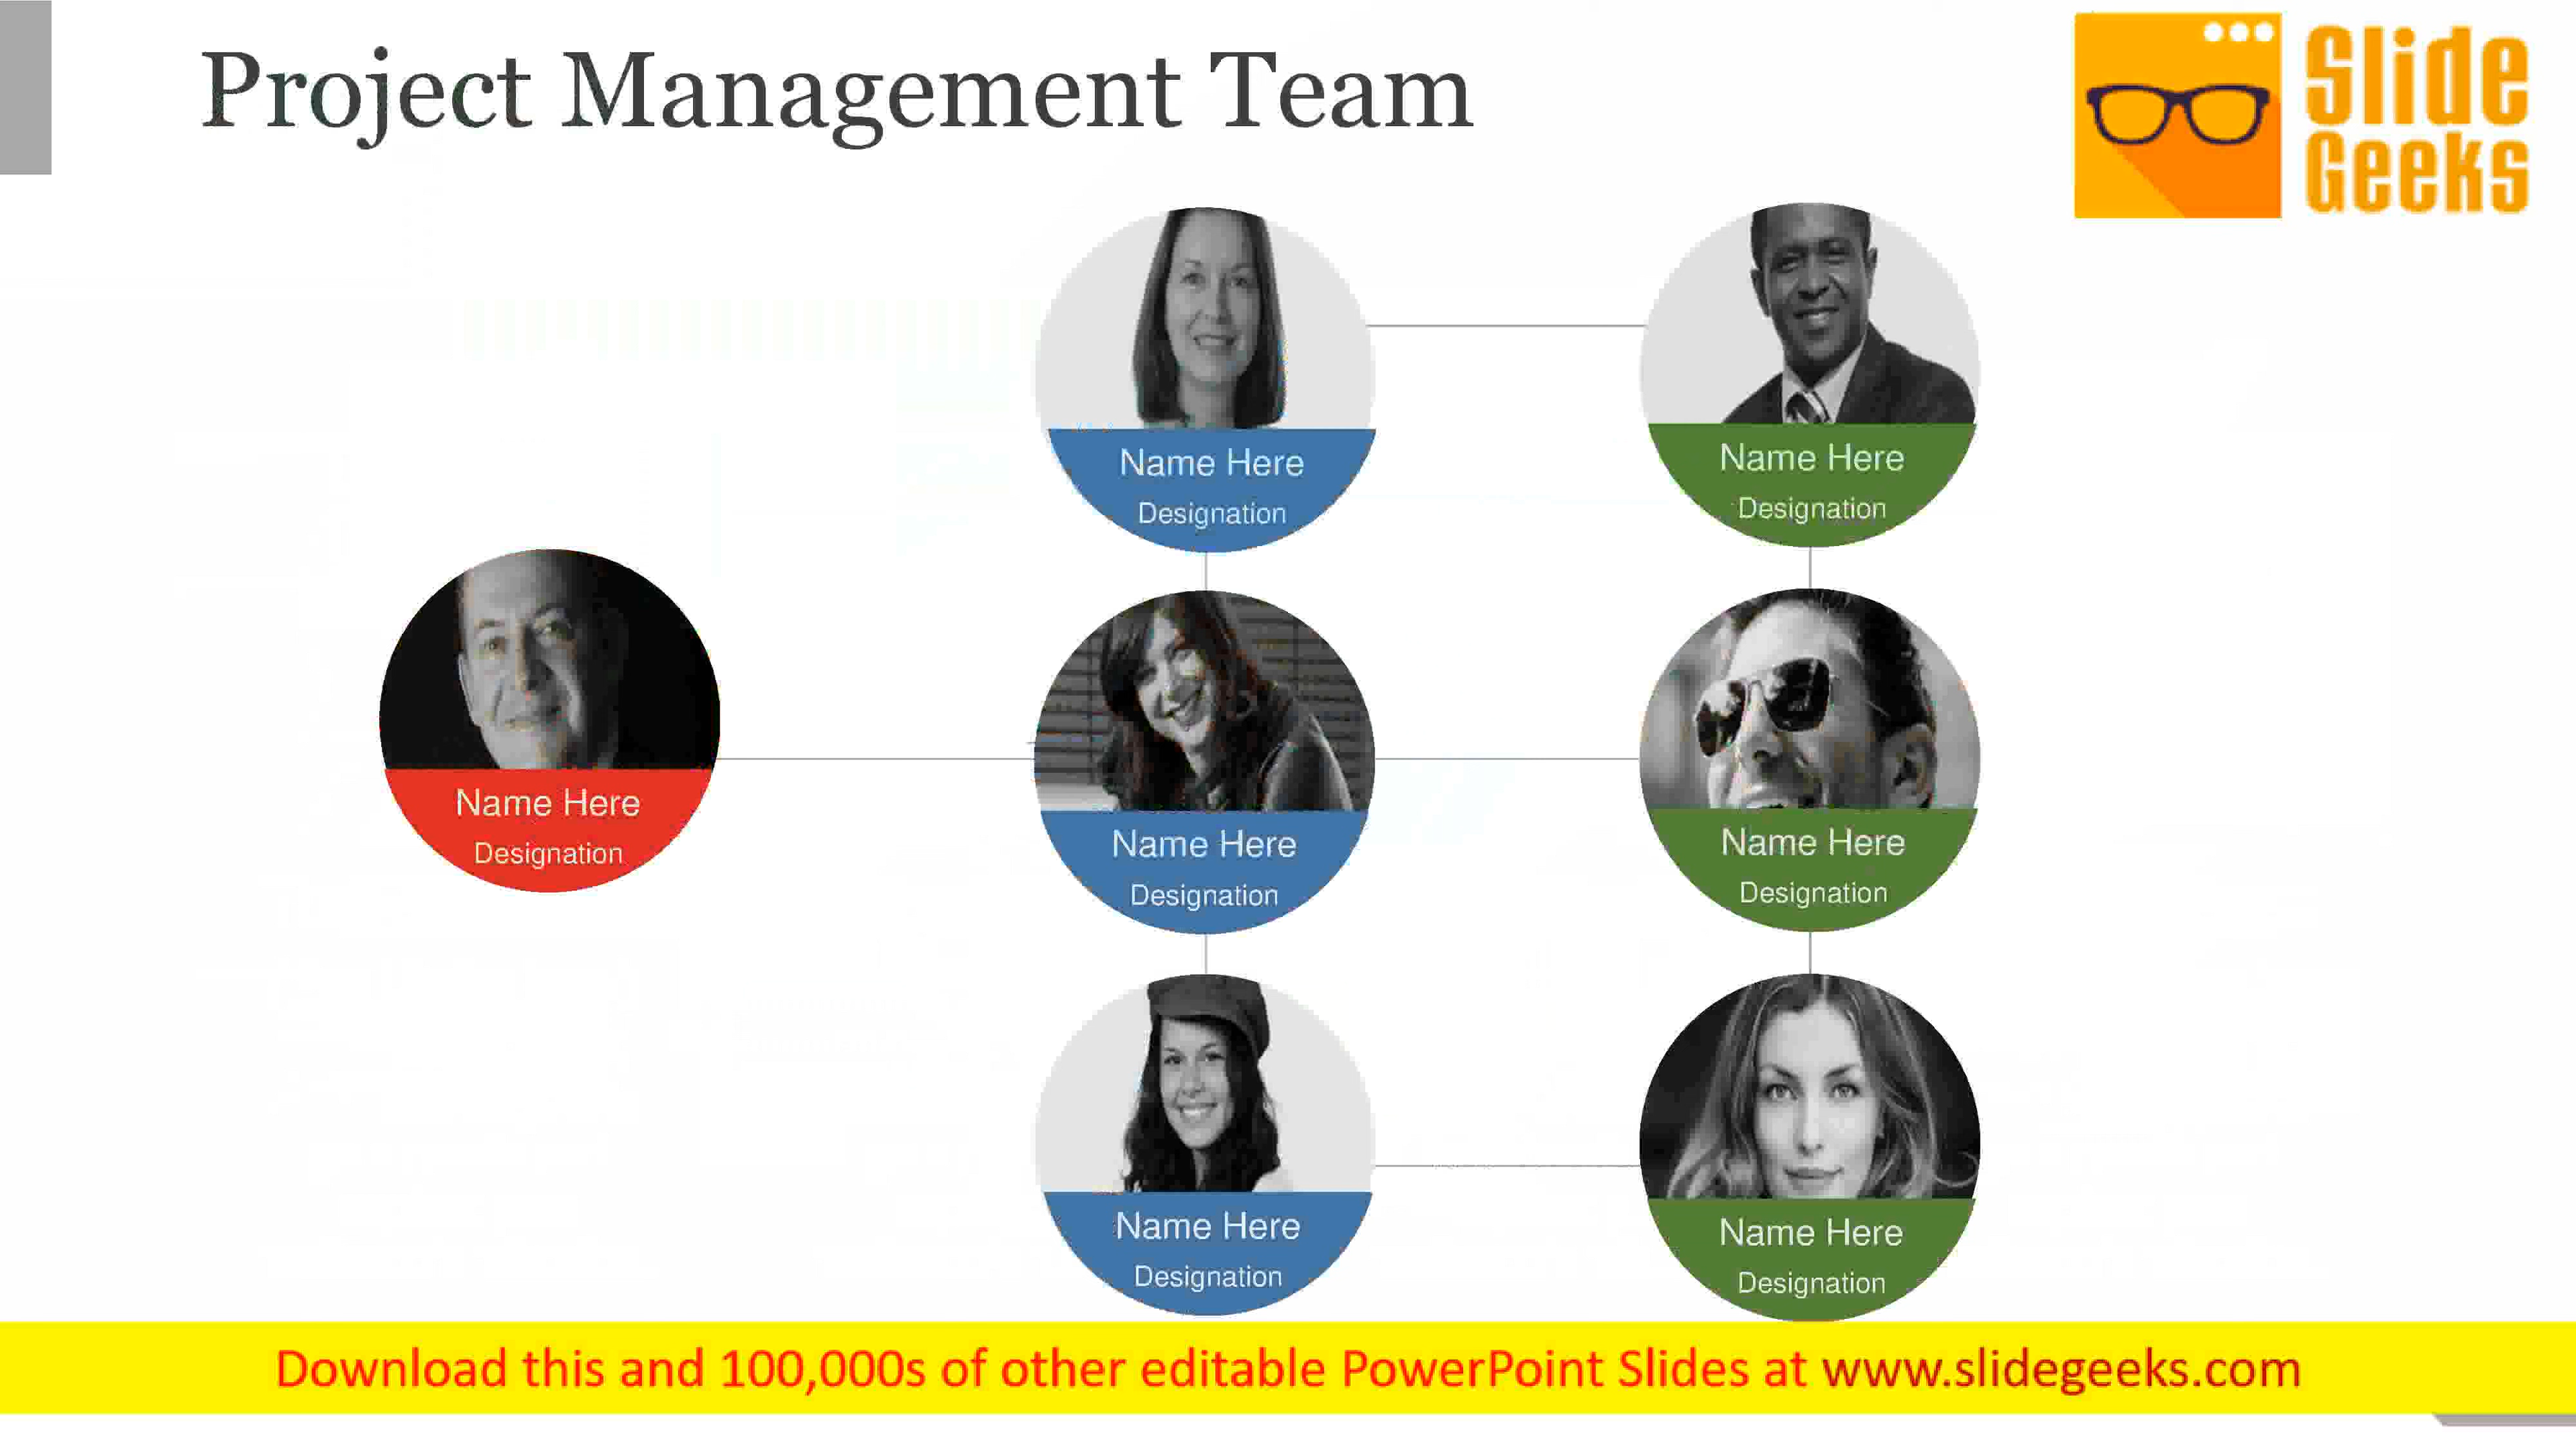 Project Management Team
Slide
Geeks
Name Here
Designation
Name Here
Designation
Name Here
Designation
Name Here
Designation
Name Here
Designation
Name Here
Designation
Name Here
Designation
Download this and 100,000s of other editable PowerPoint Slides at www.slidegeeks.com